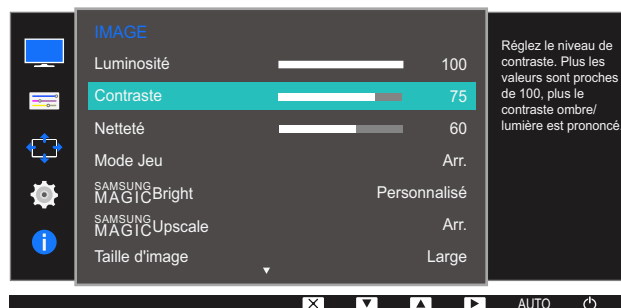 IMAGE
Luminosité 100
Contraste 75
Netteté 60
Mode Jeu Arr.
SAMSUNG
MAGICBright Personnalisé
SAMSUNG
MAGICUpscale Arr.
Taille d'image Large
Réglez le niveau de
contraste. Plus les
valeurs sont proches
de 100, plus le
contraste ombre/
lumière est prononcé
AUTO